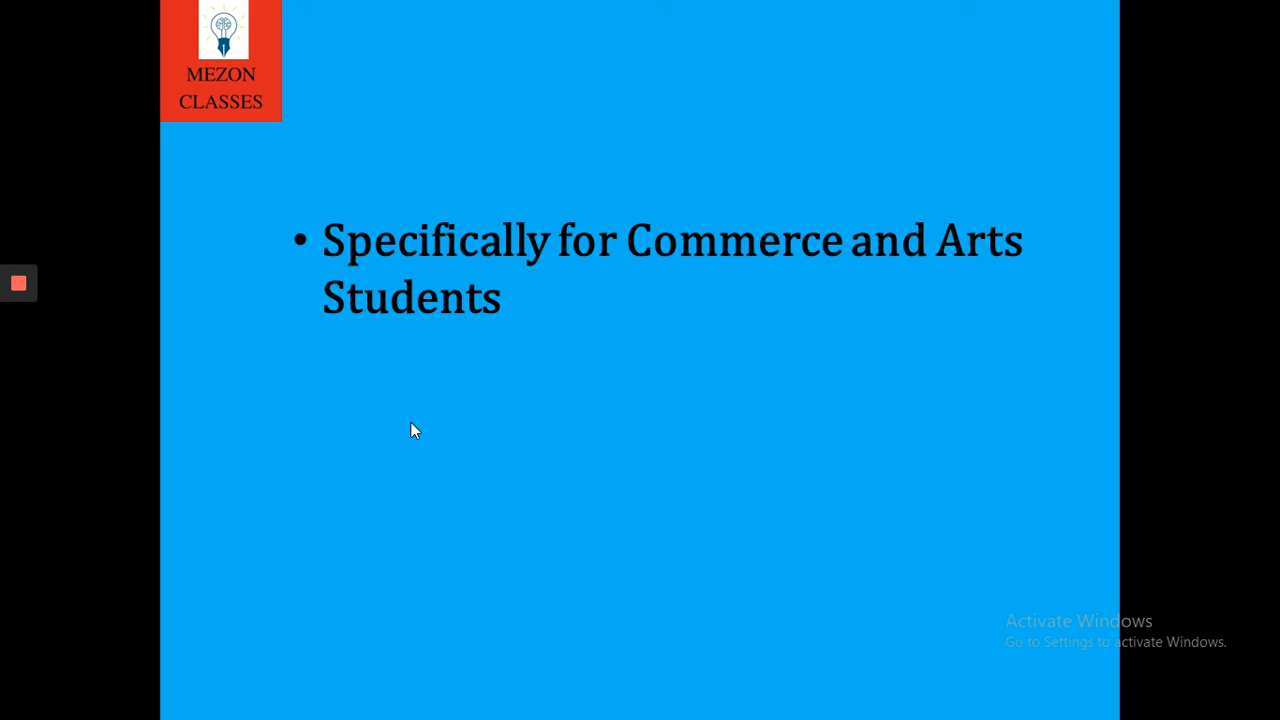 MEZON
CLASSES
• Specifically for Commerce and Arts
Students
Activate Windows
Go to Settings to activate Windows.